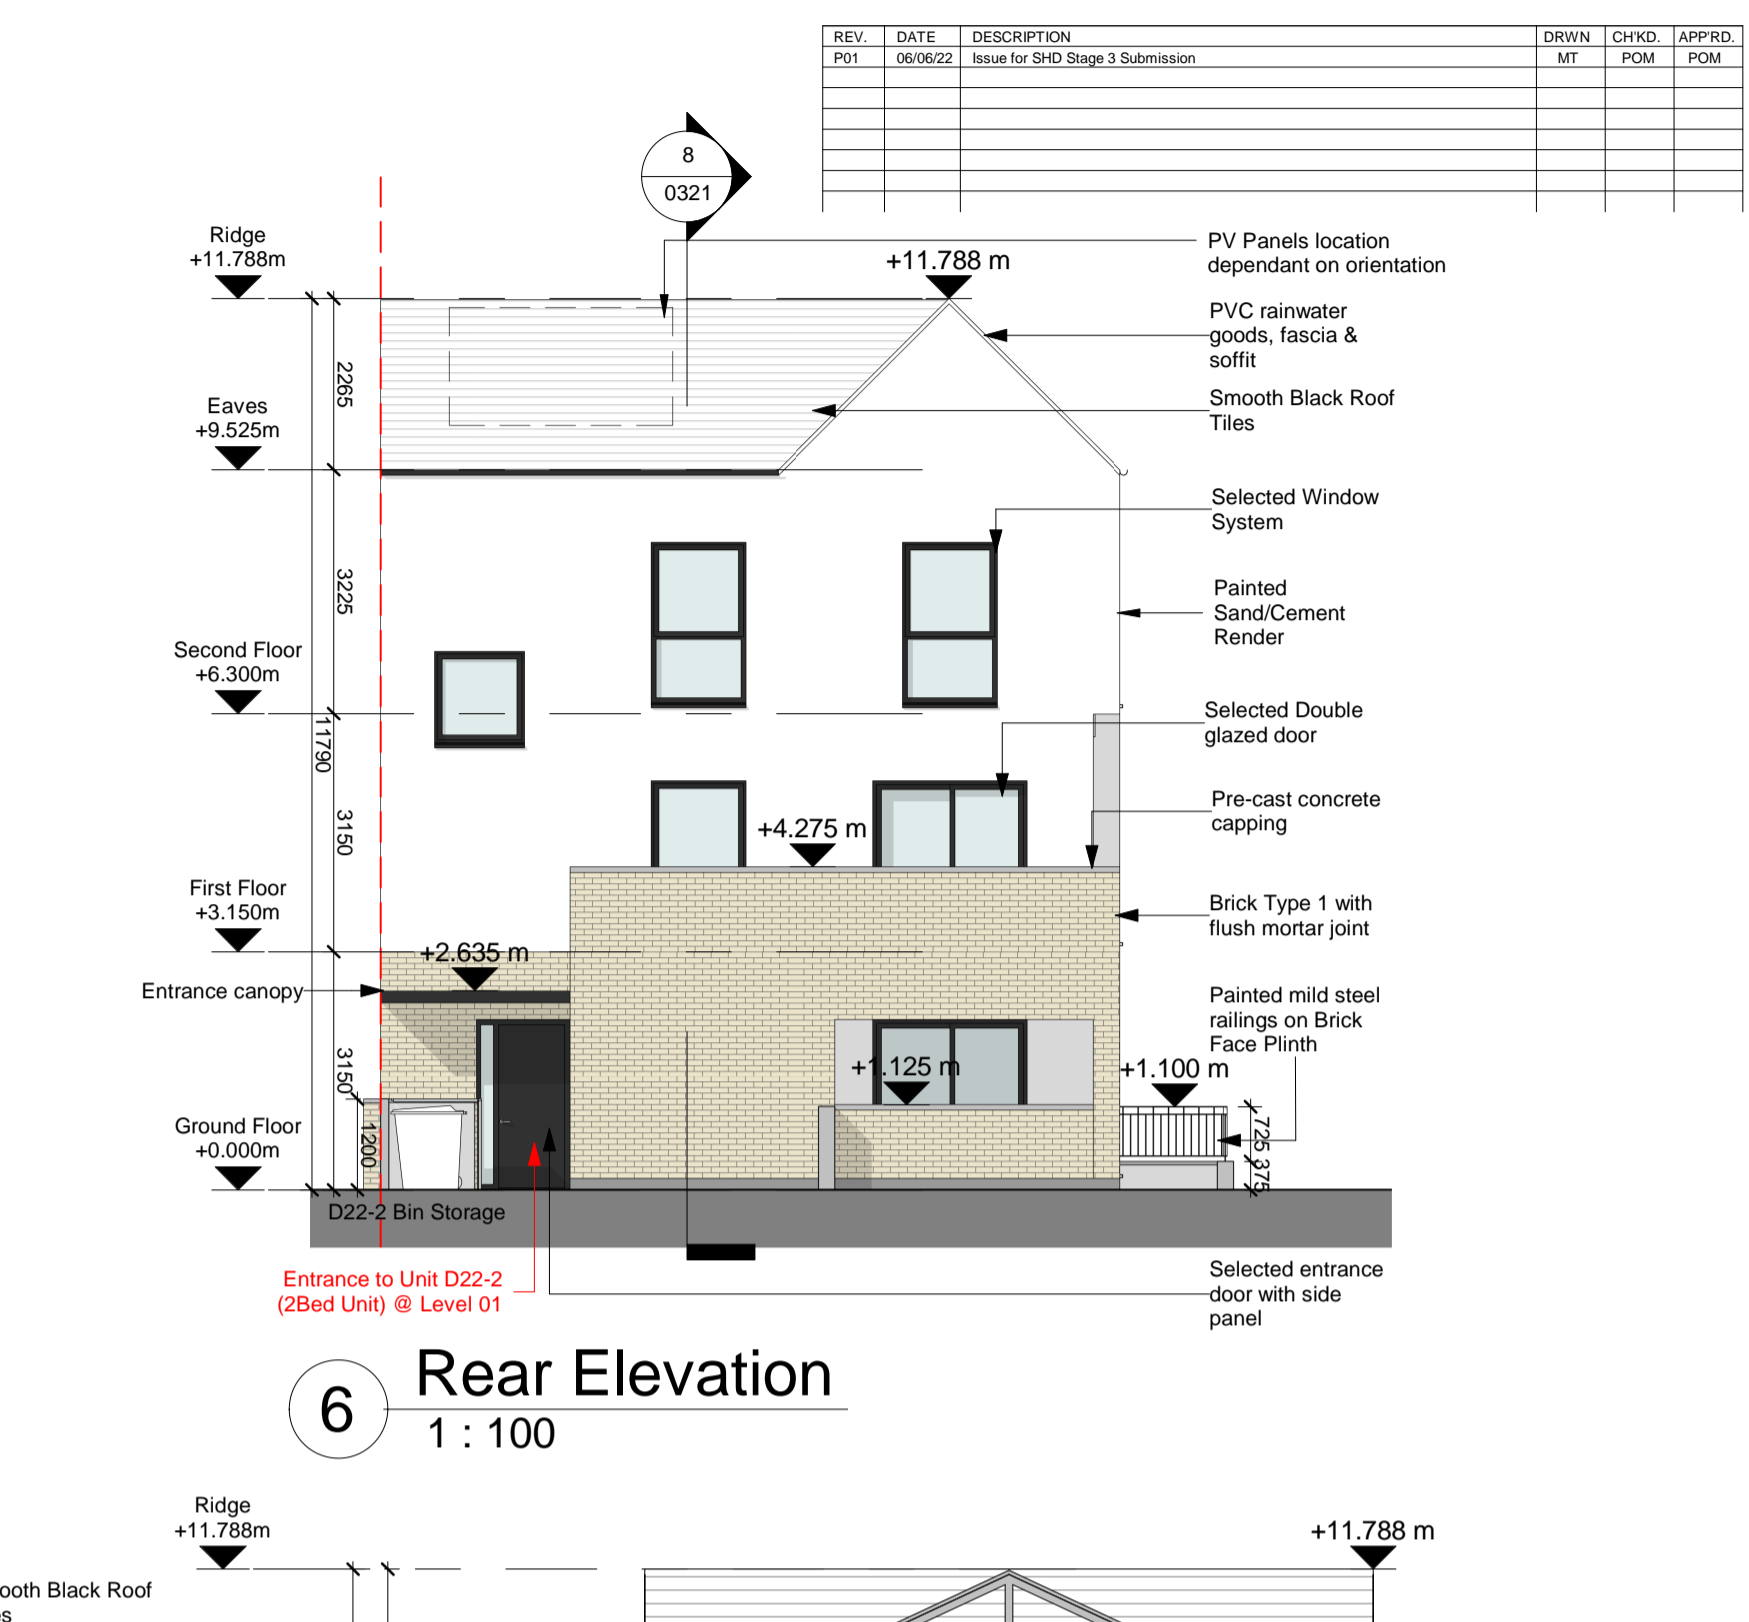 REV. DATE DESCRIPTION DRWN CH'KD. APP'RD.
P01 06/06/22 Issue for SHD Stage 3 Submission MT POM POM
8
0321
Ridge
+11.788m
+11.788 m
PV Panels location
dependant on orientation
PVC rainwater
goods, fascia &
soffit
2265
Smooth Black Roof
Tiles
Eaves
+9.525m
Selected Window
System
3225
Painted
Sand/Cement
Render
Second Floor
+6.300m
Selected Double
glazed door
11790
3150
+4.275 m
Pre-cast concrete
capping
First Floor
+3.150m
Brick Type 1 with
flush mortar joint
+2.635 m
Entrance canopy
Painted mild steel
railings on Brick
Face Plinth
3150
+1.125 m
+1.100 m
Ground Floor
+0.000m
1200
725
375
D22-2 Bin Storage
Entrance to Unit D22-2
(2Bed Unit) @ Level 01
Selected entrance
door with side
panel
6
Rear Elevation
1 : 100
Ridge
+11.788m
+11.788 m
ooth Black Roof
es